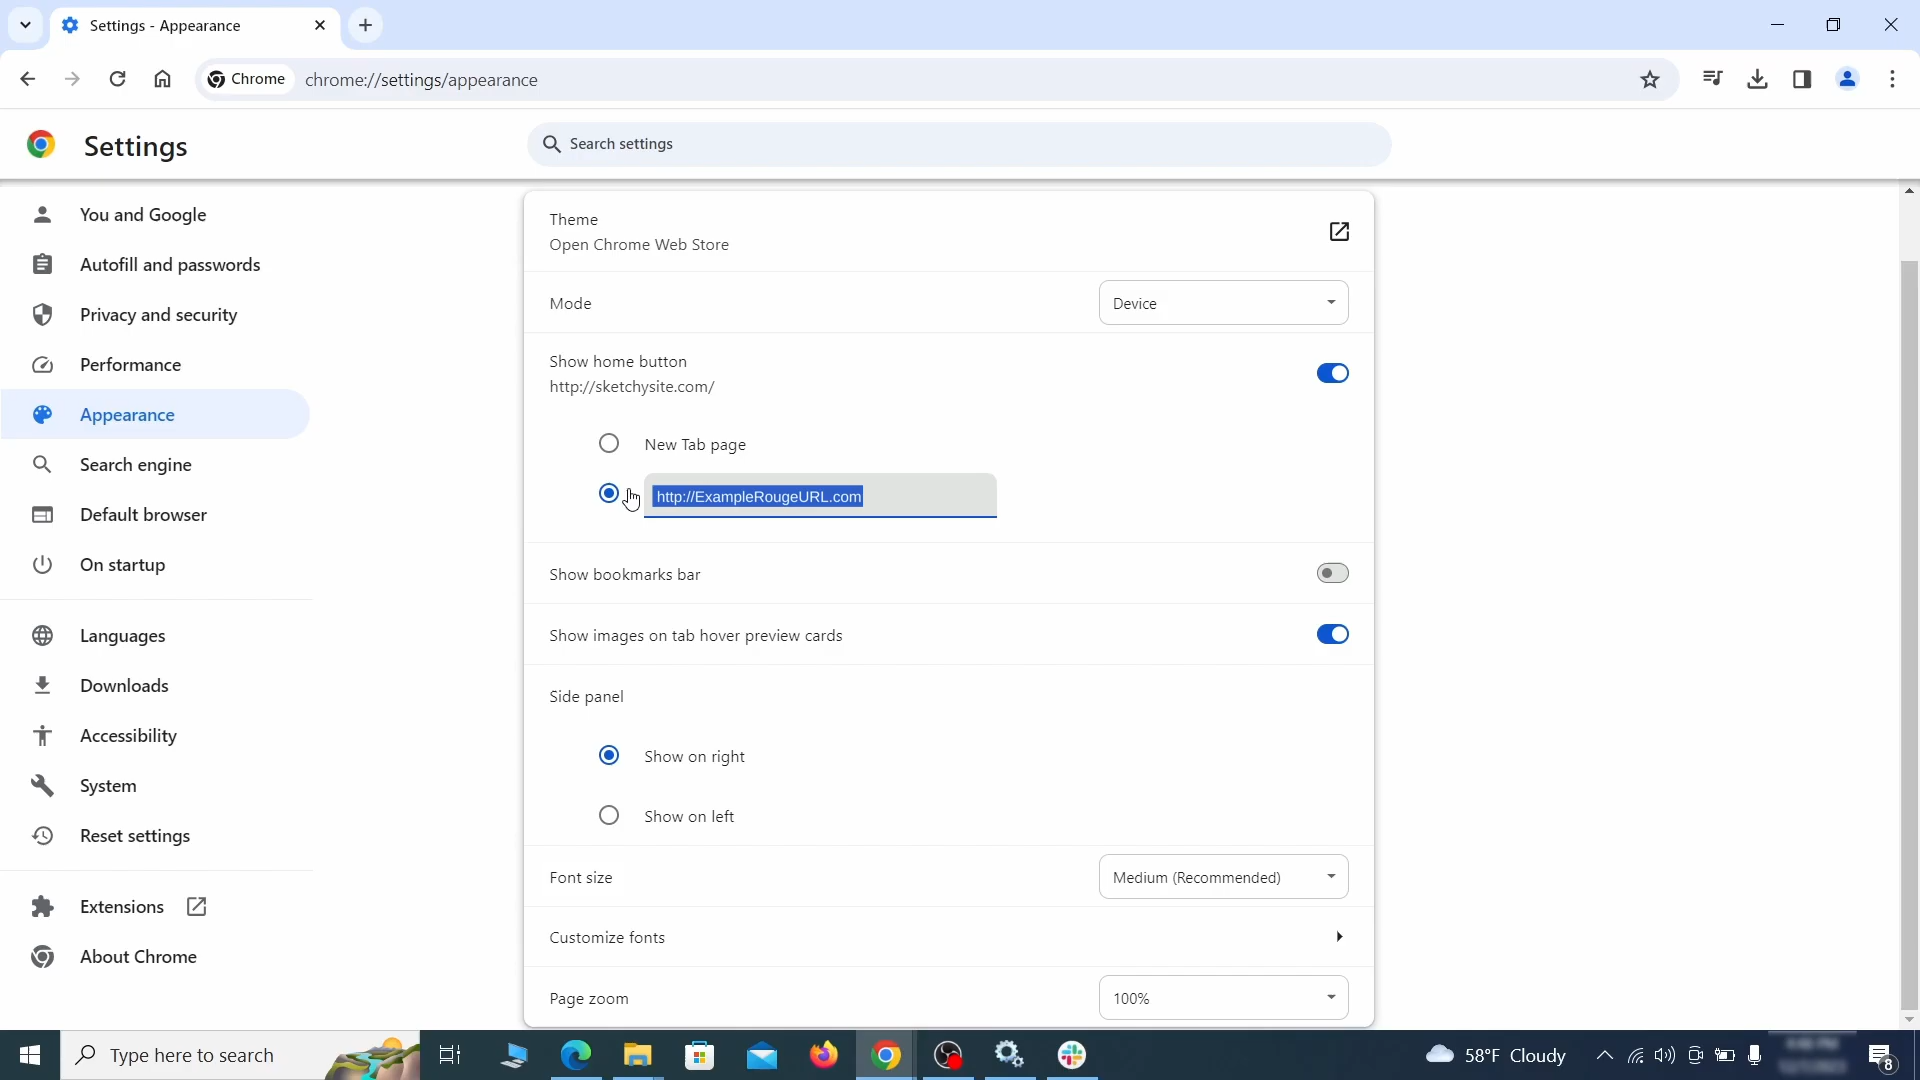 Settings - Appearance
Chrome
chrome://settings/appearance
Settings
Search settings
You and Google
Autofill and passwords
Privacy and security
Performance
Appearance
Search engine
Default browser
On startup
Languages
Downloads
Accessibility
System
Reset settings
Extensions
About Chrome
Theme
Open Chrome Web Store
Mode
Device
Show home button
http://sketchysite.com/
New Tab page
http://ExampleRougeURL.com
Show bookmarks bar
Show images on tab hover preview cards
Side panel
Show on right
Show on left
Font size
Medium (Recommended)
Customize fonts
Page zoom
100%
Type here to search
58°F Cloudy
8